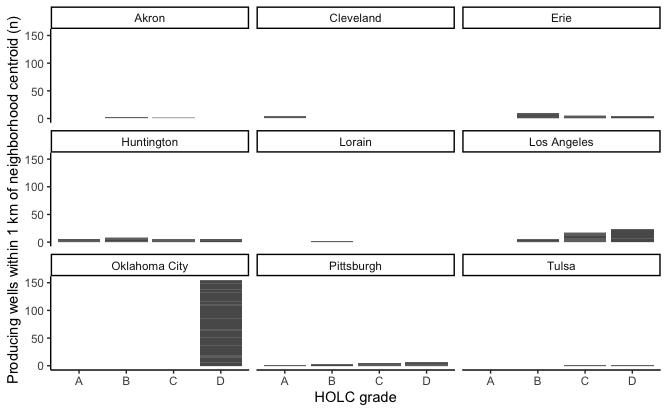 Producing wells within 1 km of neighborhood centroid (n)
Akron Cleveland Erie
150
100
50
0
Huntington Lorain Los Angeles
150
100
50
0
Oklahoma City Pittsburgh Tulsa
150
100
50
0
A B C D A B C D A B C D
HOLC grade